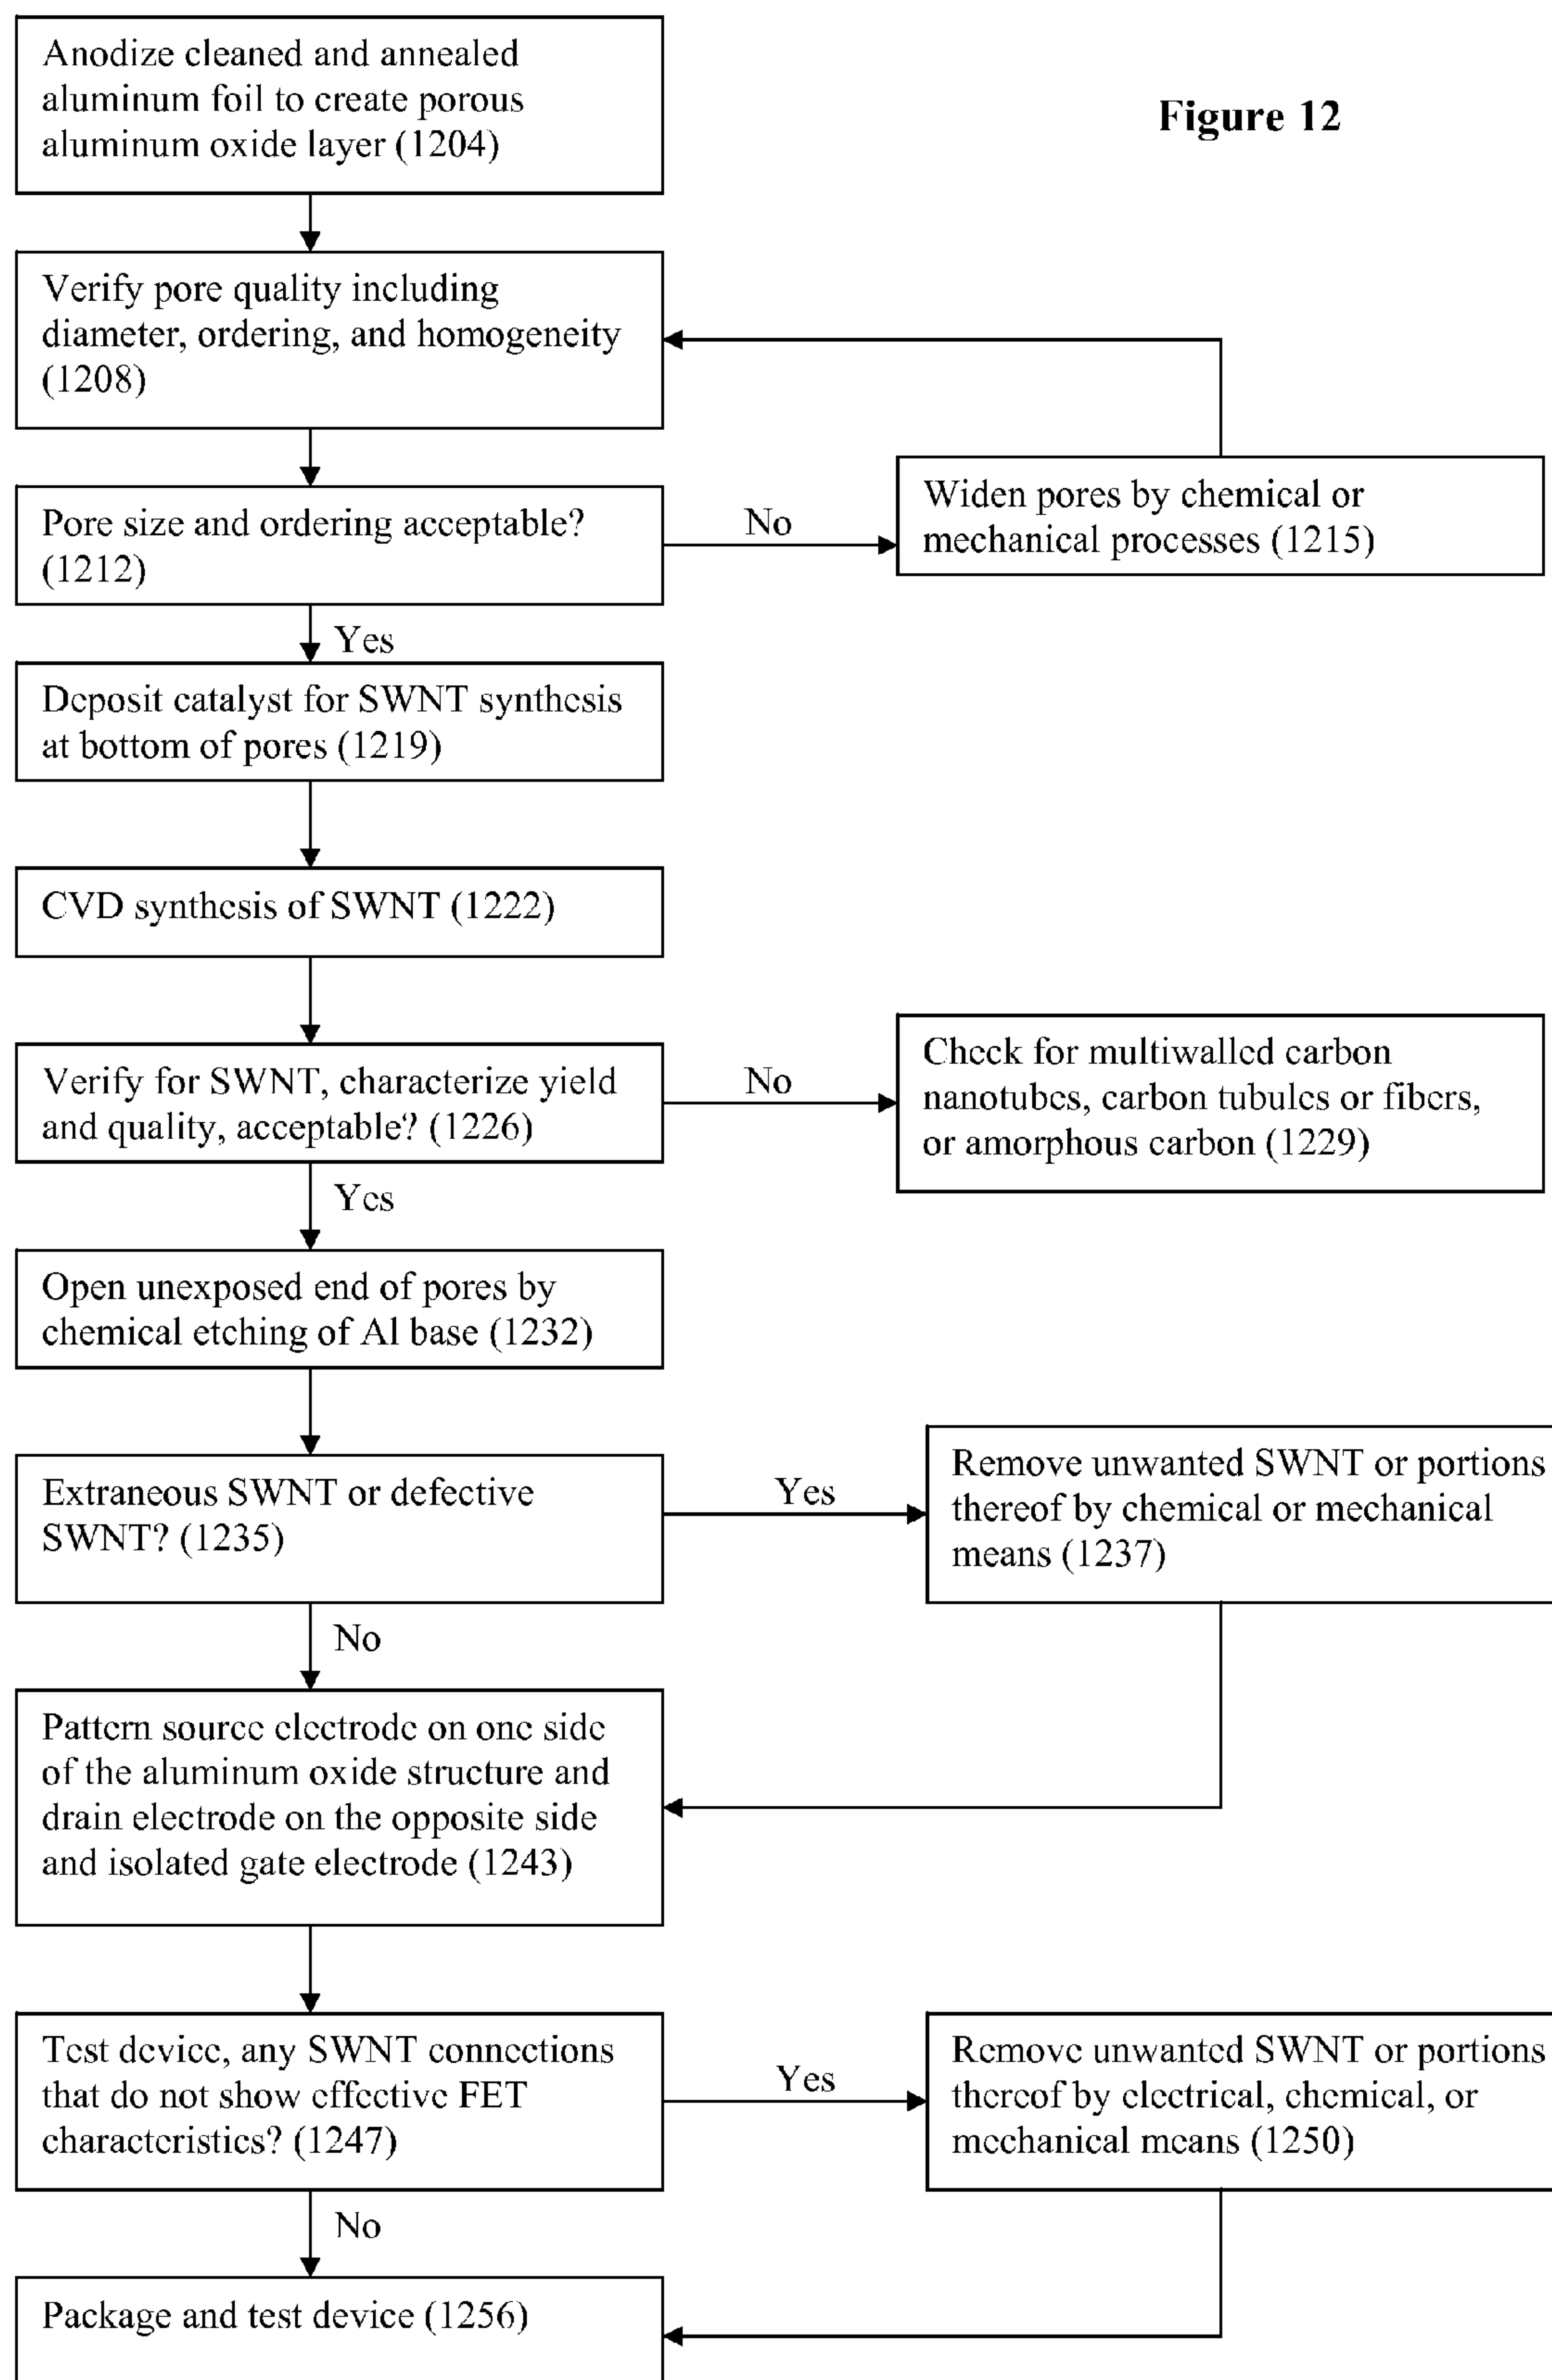 Anodize cleaned and annealed
aluminum foil to create porous
aluminum oxide layer (1204)
Figure 12
Verify pore quality including
diameter, ordering, and homogeneity
(1208)
Widen pores by chemical or
mechanical processes (1215)
Pore size and ordering acceptable?
(1212)
No
Yes
Deposit catalyst for SWNT synthesis
at bottom of pores (1219)
CVD synthesis of SWNT (1222)
Verify for SWNT, characterize yield
and quality, acceptable? (1226)
No
Check for multiwalled carbon
nanotubes, carbon tubules or fibers,
or amorphous carbon (1229)
Yes
Open unexposed end of pores by
chemical etching of Al base (1232)
Extraneous SWNT or defective
SWNT? (1235)
Yes
Remove unwanted SWNT or portions
thereof by chemical or mechanical
means (1237)
No
Pattern source electrode on one side
of the aluminum oxide structure and
drain electrode on the opposite side
and isolated gate electrode (1243)
Test device, any SWNT connections
that do not show effective FET
characteristics? (1247)
Yes
Remove unwanted SWNT or portions
thereof by electrical, chemical, or
mechanical means (1250)
No
Package and test device (1256)